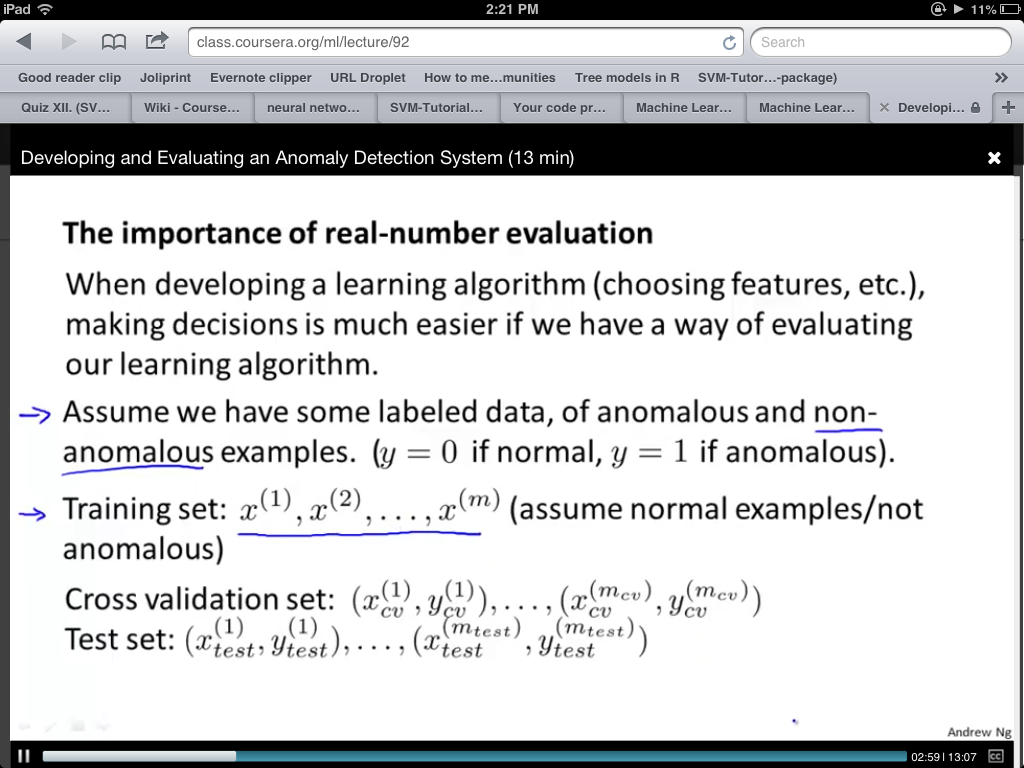 iPad 2:21 PM 11%
class.coursera.org/ml/lecture/92 Search
Good reader clip Joliprint Evernote clipper URL Droplet How to me...munities Tree models in R SVM-Tutor...-package) »
Quiz XII. (SV... Wiki - Course... neural netwo... SVM-Tutorial... Your code pr... Machine Lear... Machine Lear... × Developi... +
Developing and Evaluating an Anomaly Detection System (13 min) ×
The importance of real-number evaluation
When developing a learning algorithm (choosing features, etc.),
making decisions is much easier if we have a way of evaluating
our learning algorithm.
→ Assume we have some labeled data, of anomalous and non-
anomalous examples. (y = 0 if normal, y = 1 if anomalous).
→ Training set: x^{(1)}, x^{(2)}, ..., x^{(m)} (assume normal examples/not
anomalous)
Cross validation set: (x_{cv}^{(1)}, y_{cv}^{(1)}), ..., (x_{cv}^{(m_{cv})}, y_{cv}^{(m_{cv})})
Test set: (x_{test}^{(1)}, y_{test}^{(1)}), ..., (x_{test}^{(m_{test})}, y_{test}^{(m_{test})})
Andrew Ng
02:59 | 13:07 CC